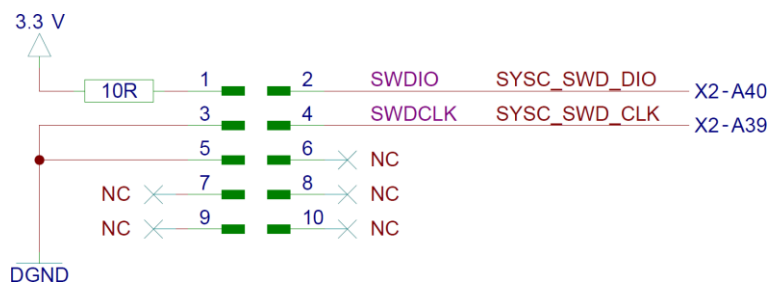 3.3 V
10R 1 2 SWDIO SYSC_SWD_DIO X2-A40
3 4 SWDCLK SYSC_SWD_CLK X2-A39
5 6 NC
NC 7 8 NC
NC 9 10 NC
DGND